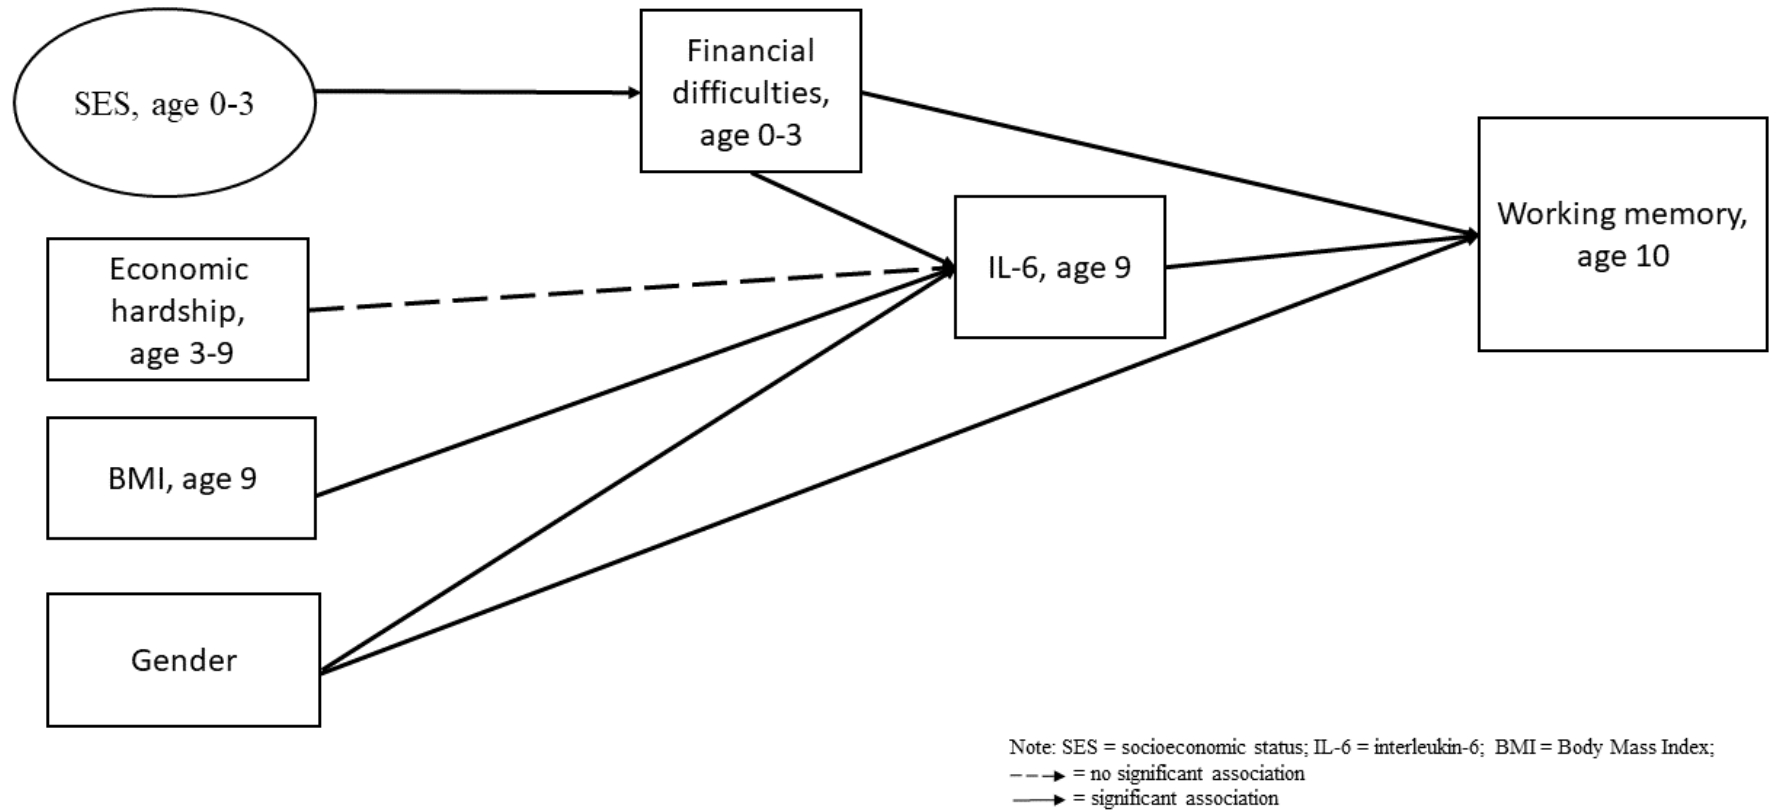 SES, age 0-3
Financial
difficulties,
age 0-3
Working memory,
age 10
IL-6, age 9
Economic
hardship,
age 3-9
BMI, age 9
Gender
Note: SES = socioeconomic status; IL-6 = interleukin-6; BMI = Body Mass Index;
= no significant association
= significant association